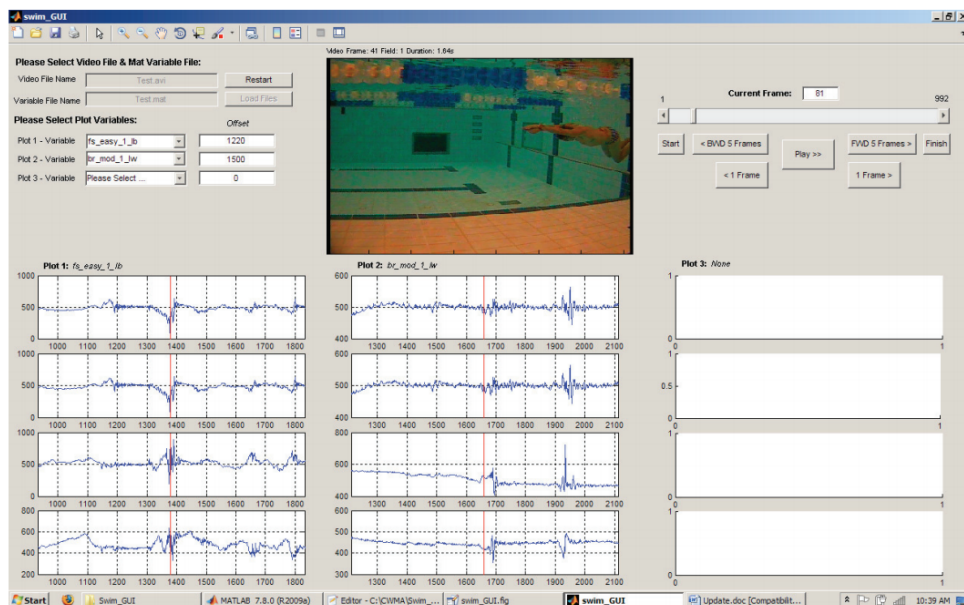 swim_GUI
Please Select Video File & Mat Variable File:
Video File Name Test.avi Restart
Variable File Name Test.mat Load Files
Please Select Plot Variables: Offset
Plot 1 - Variable fs_easy_1_lb 1220
Plot 2 - Variable br_mod_1_lw 1500
Plot 3 - Variable Please Select ... 0
Video Frame: 41 Field: 1 Duration: 1.64s
Current Frame: 81
1 992
Start < BWD 5 Frames Play >> FWD 5 Frames > Finish
< 1 Frame 1 Frame >
Plot 1: fs_easy_1_lb
1000
500
0
1000 1100 1200 1300 1400 1500 1600 1700 1800
1000
500
0
1000 1100 1200 1300 1400 1500 1600 1700 1800
1000
500
0
1000 1100 1200 1300 1400 1500 1600 1700 1800
800
600
400
200
1000 1100 1200 1300 1400 1500 1600 1700 1800
Plot 2: br_mod_1_lw
600
500
400
1300 1400 1500 1600 1700 1800 1900 2000 2100
600
500
400
1300 1400 1500 1600 1700 1800 1900 2000 2100
800
600
400
1300 1400 1500 1600 1700 1800 1900 2000 2100
600
500
400
300
1300 1400 1500 1600 1700 1800 1900 2000 2100
Plot 3: None
1
0
0 1
1
0.5
0 1
1
0
0 1
1
0
0 1
Start Swim_GUI MATLAB 7.8.0 (R2009a) Editor - C:\CWMA\Swim_... swim_GUI.fig swim_GUI Update.doc [Compatibilit... 10:39 AM